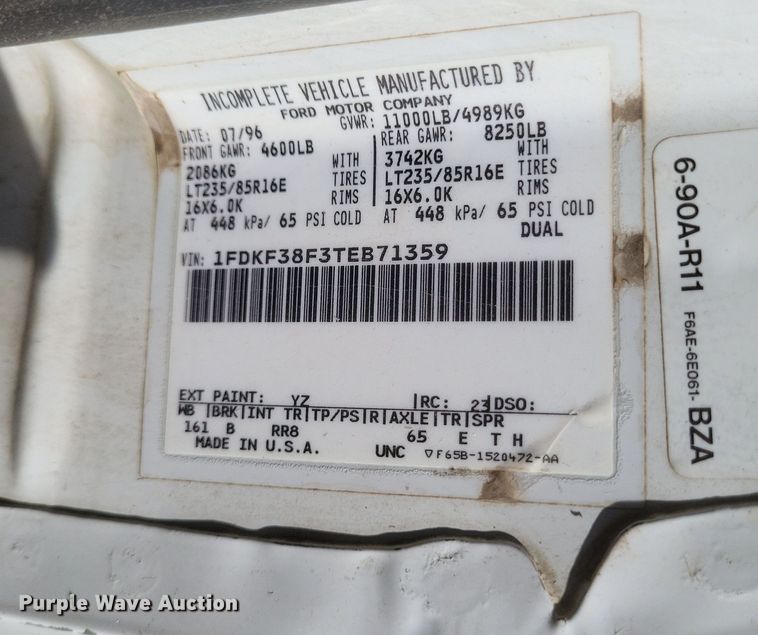 INCOMPLETE VEHICLE MANUFACTURED BY
FORD MOTOR COMPANY
DATE: 07/96 GVWR: 11000LB/4989KG
FRONT GAWR: 4600LB REAR GAWR: 8250LB
2086KG WITH 3742KG WITH
LT235/85R16E TIRES LT235/85R16E TIRES
16X6.0K RIMS 16X6.0K RIMS
AT 448 kPa/ 65 PSI COLD AT 448 kPa/ 65 PSI COLD
DUAL
VIN: 1FDKF38F3TEB71359
EXT PAINT: YZ RC: 23 DSO:
WB BRK INT TR TP/PS R AXLE TR SPR
161 B RR8 65 E T H
MADE IN U.S.A. UNC F65B-1520472-AA
6-90A-R11
F6AE-6E061-BZA
Purple Wave Auction